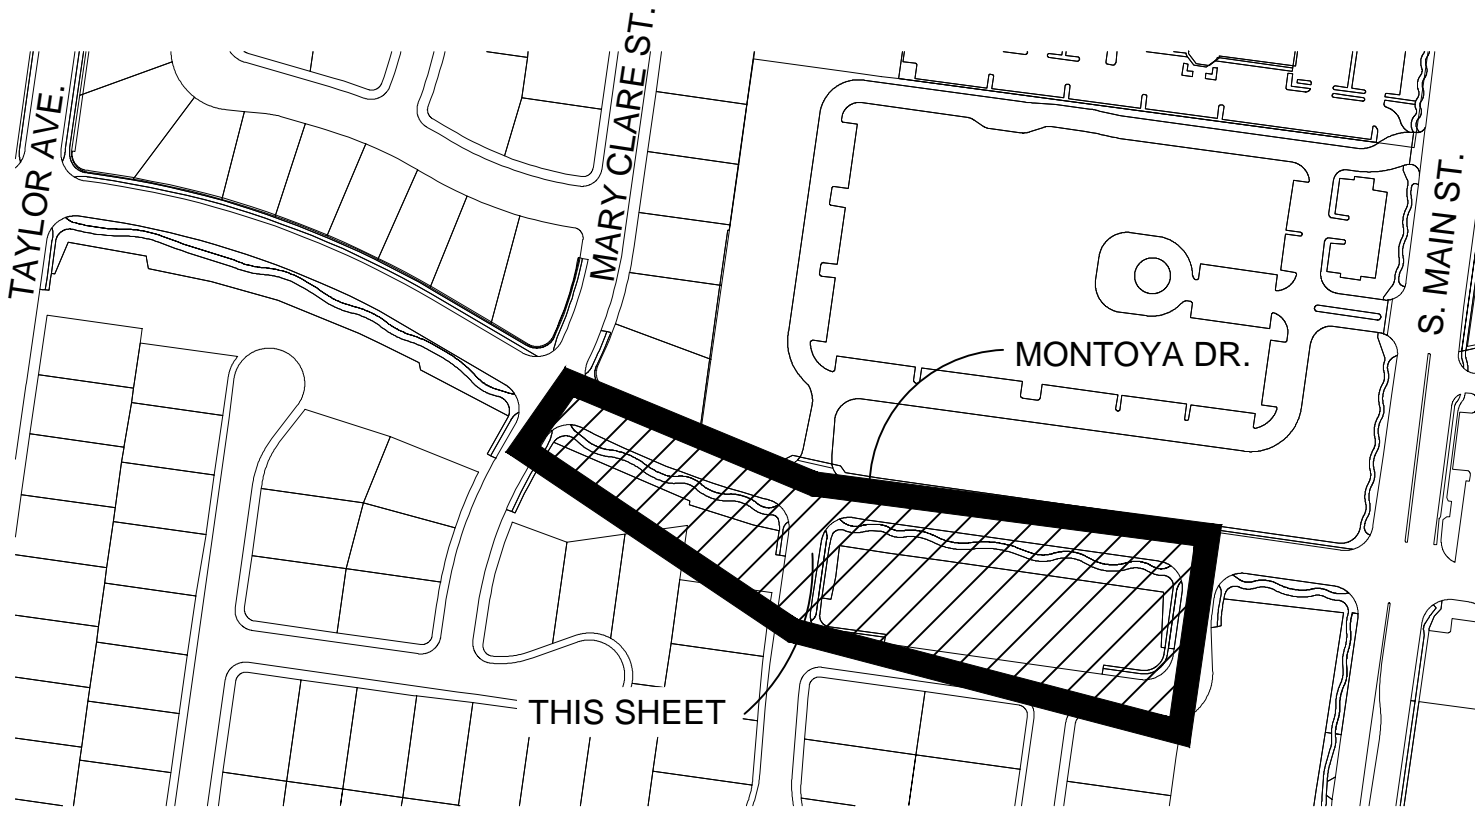 TAYLOR AVE.
MARY CLARE ST.
S. MAIN ST.
MONTOYA DR.
THIS SHEET